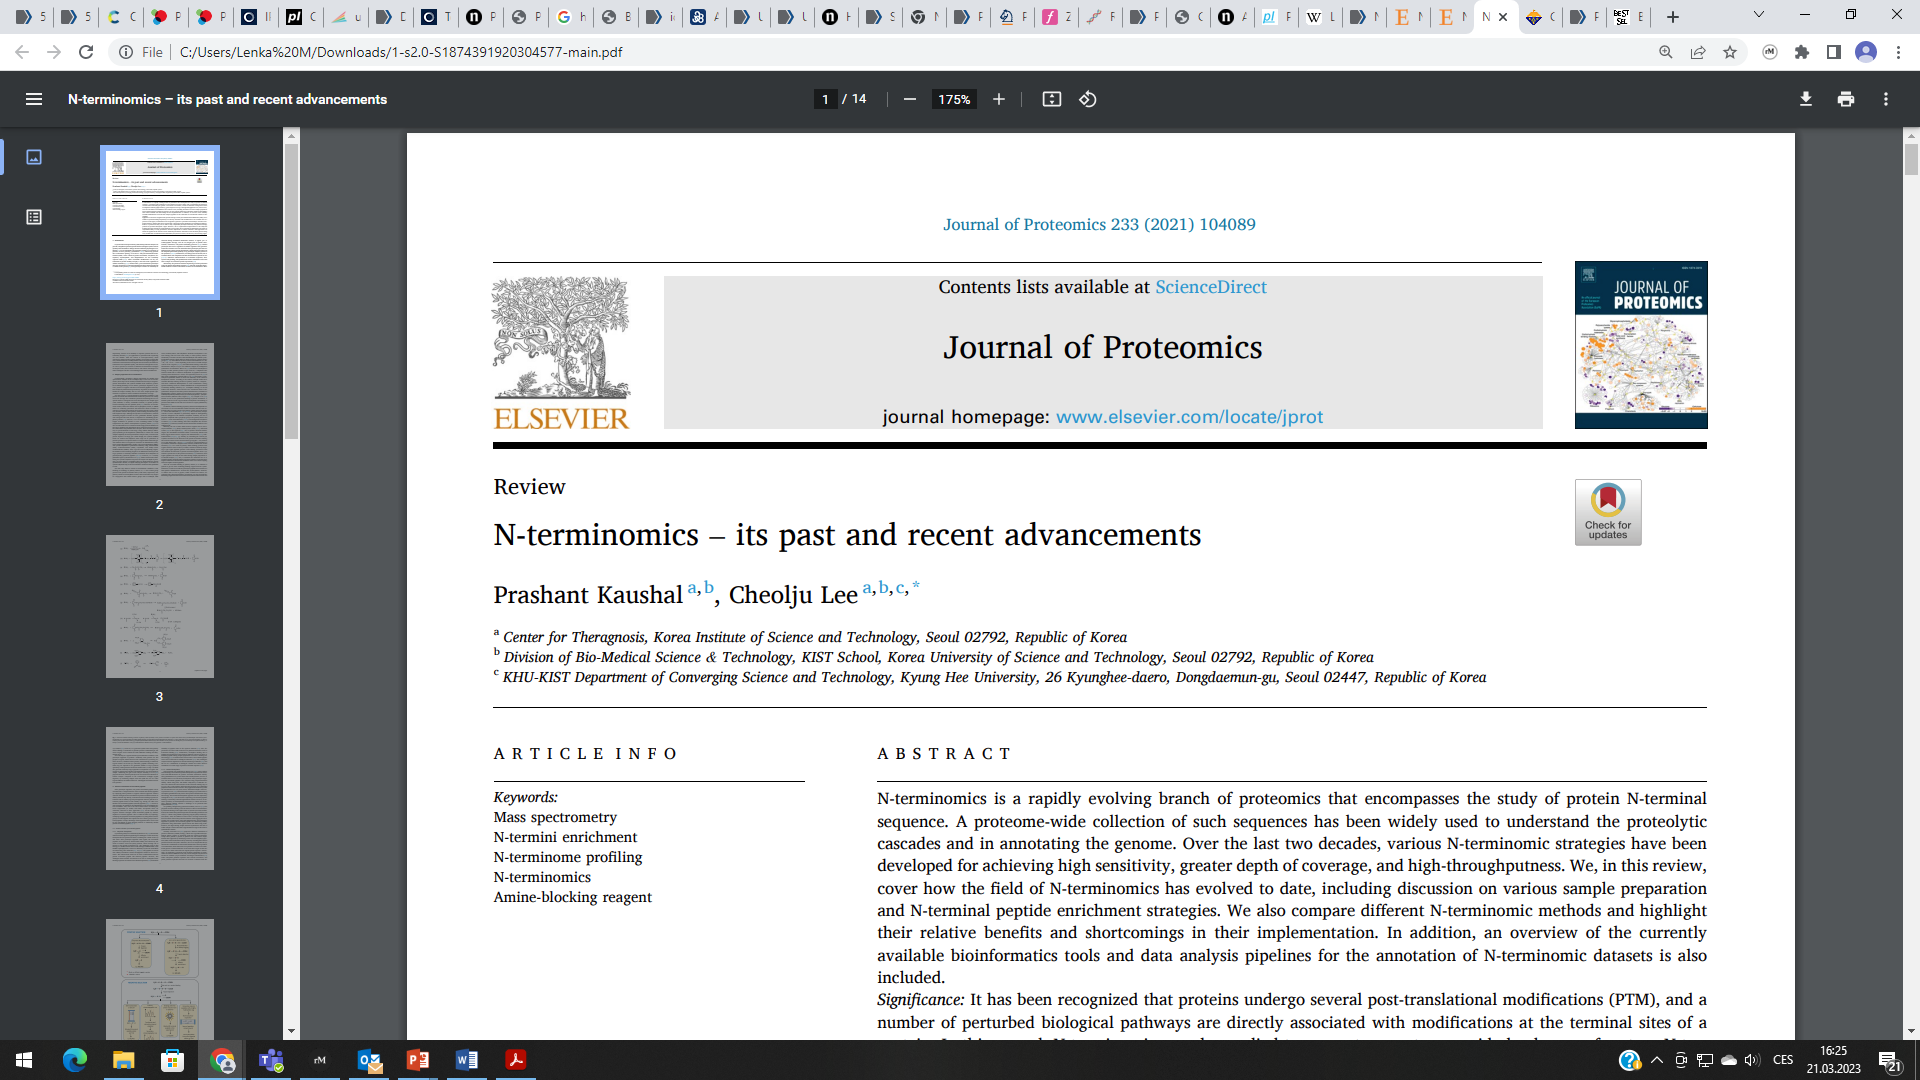 File
C:/Users/Lenka%20M/Downloads/1-s2.0-S1874391920304577-main.pdf
N-terminomics – its past and recent advancements
1 / 14
175%
1
2
3
4
Journal of Proteomics 233 (2021) 104089
Contents lists available at ScienceDirect
Journal of Proteomics
journal homepage: www.elsevier.com/locate/jprot
ELSEVIER
JOURNAL OF
PROTEOMICS
Review
N-terminomics – its past and recent advancements
Check for
updates
Prashant Kaushal a,b, Cheolju Lee a,b,c,*
a Center for Theragnosis, Korea Institute of Science and Technology, Seoul 02792, Republic of Korea
b Division of Bio-Medical Science & Technology, KIST School, Korea University of Science and Technology, Seoul 02792, Republic of Korea
c KHU-KIST Department of Converging Science and Technology, Kyung Hee University, 26 Kyunghee-daero, Dongdaemun-gu, Seoul 02447, Republic of Korea
ARTICLE INFO
Keywords:
Mass spectrometry
N-termini enrichment
N-terminome profiling
N-terminomics
Amine-blocking reagent
ABSTRACT
N-terminomics is a rapidly evolving branch of proteomics that encompasses the study of protein N-terminal
sequence. A proteome-wide collection of such sequences has been widely used to understand the proteolytic
cascades and in annotating the genome. Over the last two decades, various N-terminomic strategies have been
developed for achieving high sensitivity, greater depth of coverage, and high-throughputness. We, in this review,
cover how the field of N-terminomics has evolved to date, including discussion on various sample preparation
and N-terminal peptide enrichment strategies. We also compare different N-terminomic methods and highlight
their relative benefits and shortcomings in their implementation. In addition, an overview of the currently
available bioinformatics tools and data analysis pipelines for the annotation of N-terminomic datasets is also
included.
Significance: It has been recognized that proteins undergo several post-translational modifications (PTM), and a
number of perturbed biological pathways are directly associated with modifications at the terminal sites of a
CES
16:25
21.03.2023
21